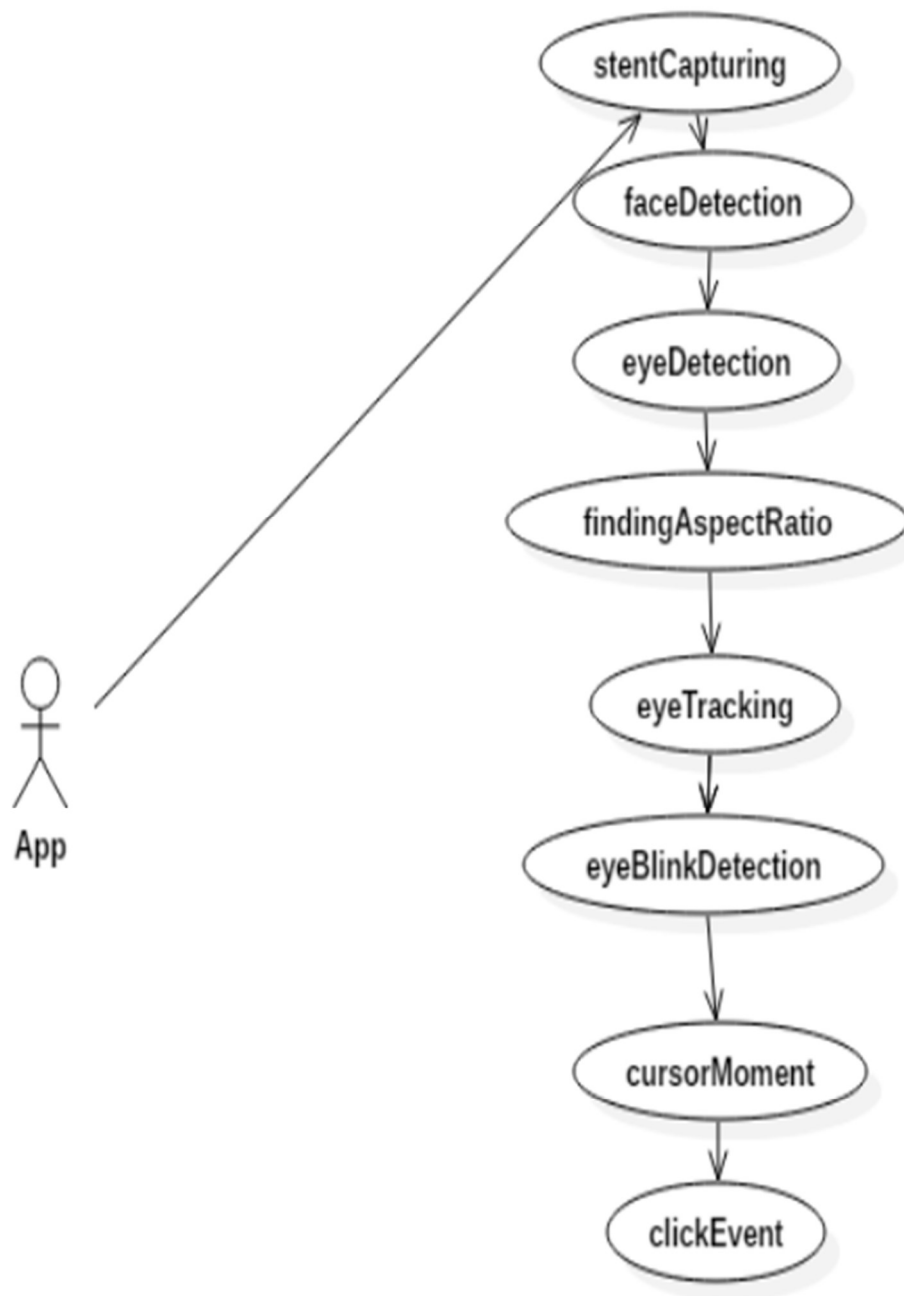 stentCapturing
faceDetection
eyeDetection
findingAspectRatio
eyeTracking
App
eyeBlinkDetection
cursorMoment
clickEvent